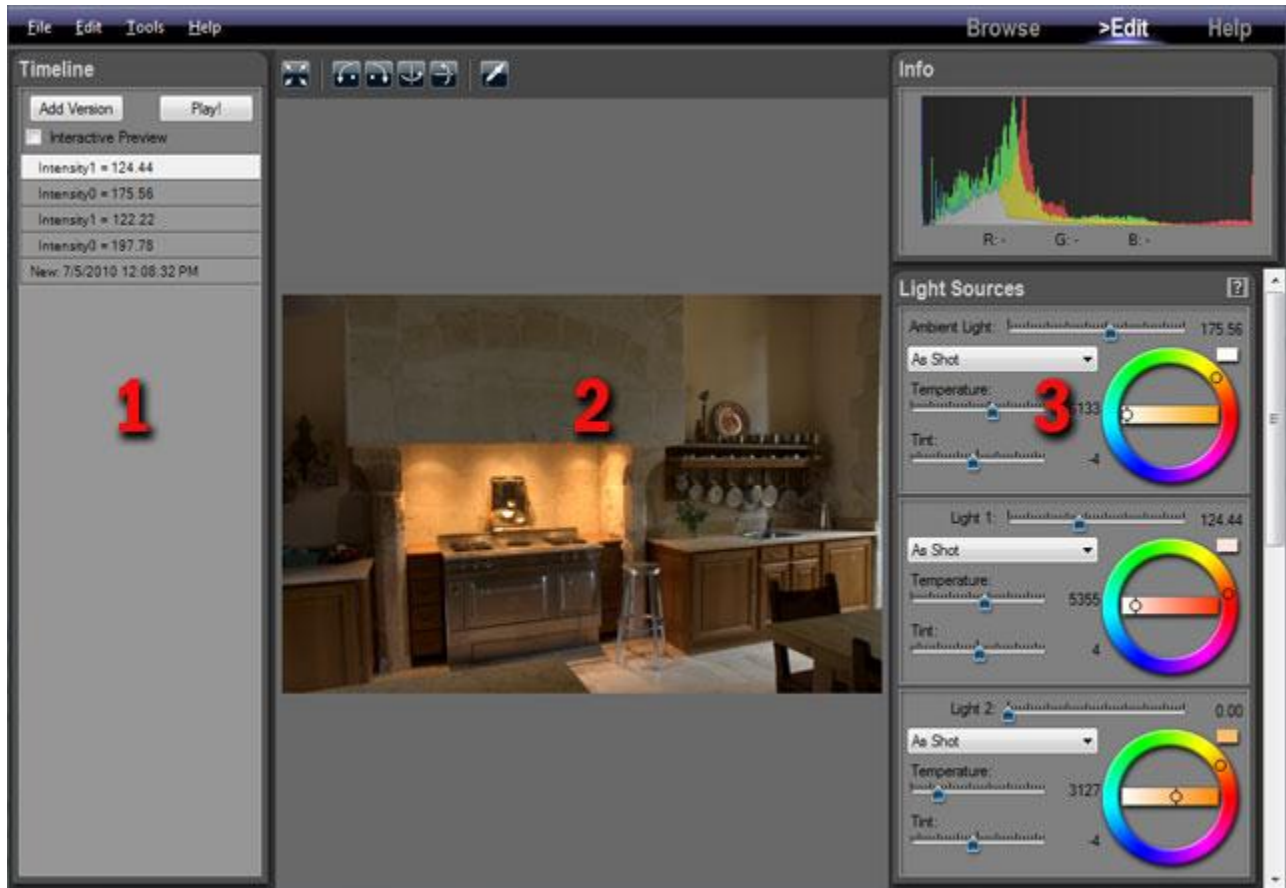 File Edit Tools Help
Browse >Edit Help
Timeline
Add Version Play!
Interactive Preview
Intensity1 = 124.44
Intensity0 = 175.56
Intensity1 = 122.22
Intensity0 = 197.78
New: 7/5/2010 12:08:32 PM
1
2
Info
R: - G: - B: -
Light Sources ?
Ambient Light: 175.56
As Shot
Temperature:
3
Tint:
-4
Light 1: 124.44
As Shot
Temperature:
5355
Tint:
4
Light 2: 0.00
As Shot
Temperature:
3127
Tint:
-4